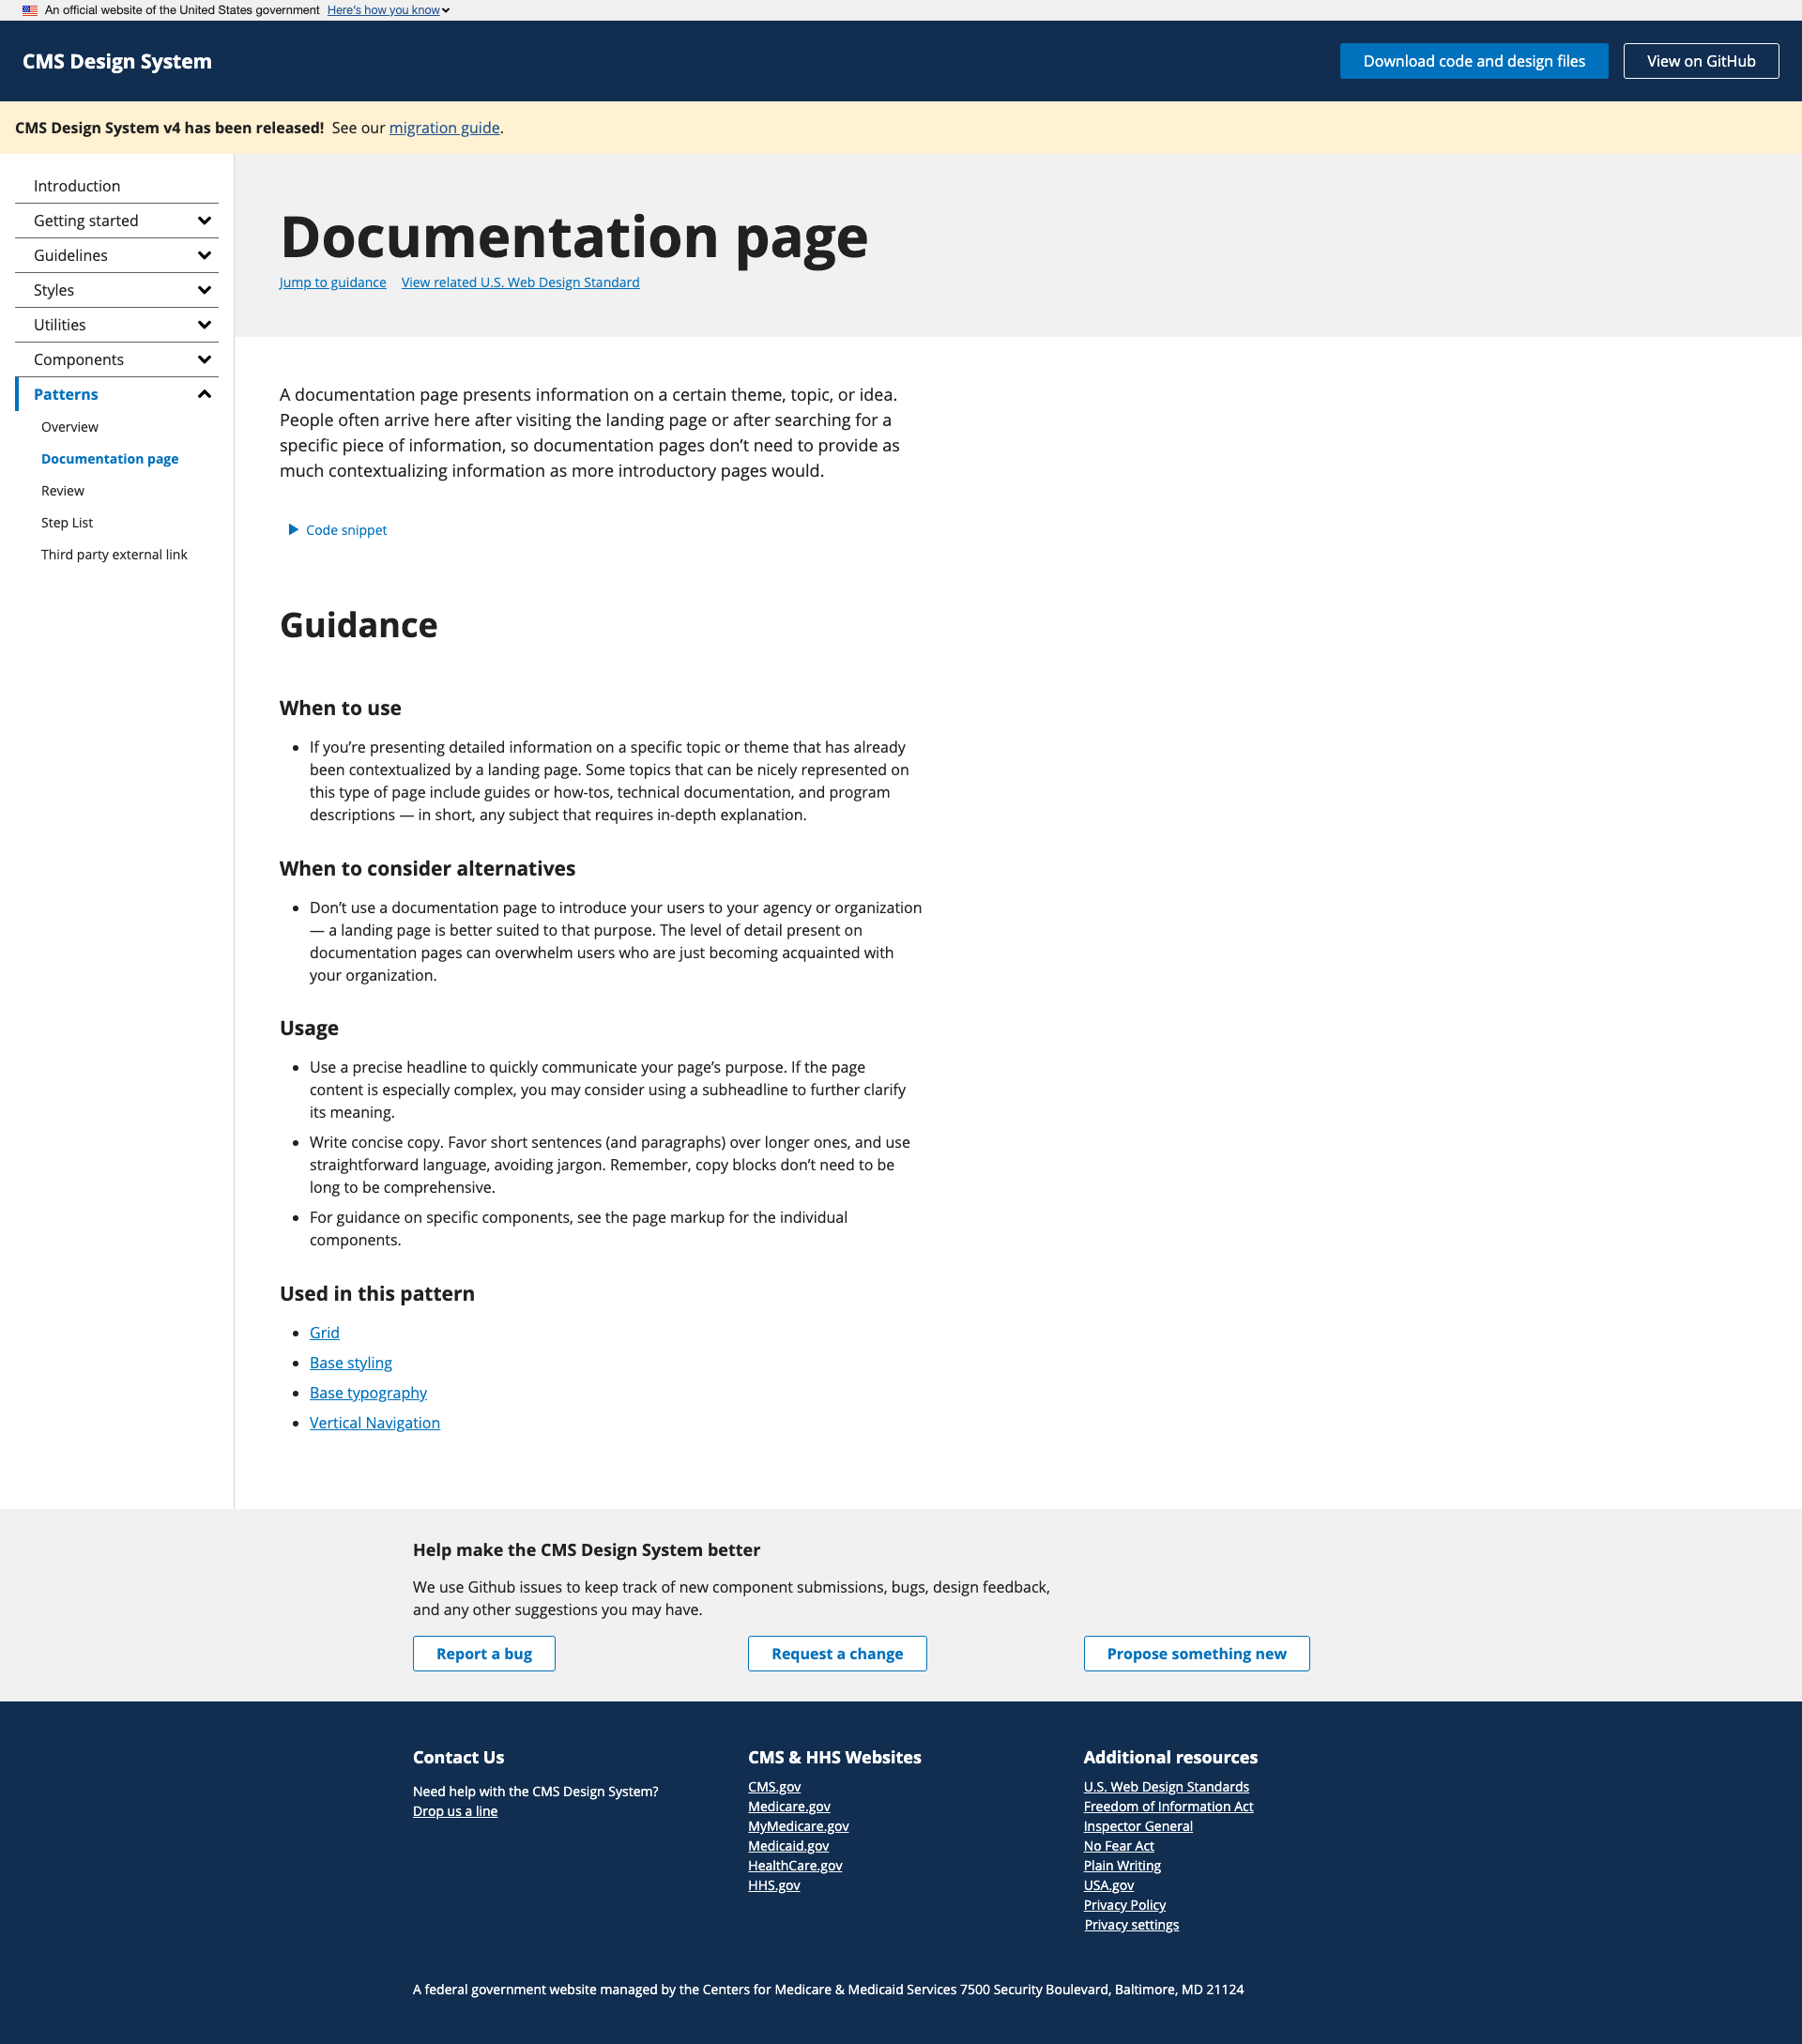 An official website of the United States government Here's how you know
CMS Design System
Download code and design files
View on GitHub
CMS Design System v4 has been released! See our migration guide.
Introduction
Getting started
Guidelines
Styles
Utilities
Components
Patterns
Overview
Documentation page
Review
Step List
Third party external link
Documentation page
Jump to guidance View related U.S. Web Design Standard
A documentation page presents information on a certain theme, topic, or idea.
People often arrive here after visiting the landing page or after searching for a
specific piece of information, so documentation pages don’t need to provide as
much contextualizing information as more introductory pages would.
Code snippet
Guidance
When to use
If you’re presenting detailed information on a specific topic or theme that has already
been contextualized by a landing page. Some topics that can be nicely represented on
this type of page include guides or how-tos, technical documentation, and program
descriptions — in short, any subject that requires in-depth explanation.
When to consider alternatives
Don’t use a documentation page to introduce your users to your agency or organization
— a landing page is better suited to that purpose. The level of detail present on
documentation pages can overwhelm users who are just becoming acquainted with
your organization.
Usage
Use a precise headline to quickly communicate your page’s purpose. If the page
content is especially complex, you may consider using a subheadline to further clarify
its meaning.
Write concise copy. Favor short sentences (and paragraphs) over longer ones, and use
straightforward language, avoiding jargon. Remember, copy blocks don’t need to be
long to be comprehensive.
For guidance on specific components, see the page markup for the individual
components.
Used in this pattern
Grid
Base styling
Base typography
Vertical Navigation
Help make the CMS Design System better
We use Github issues to keep track of new component submissions, bugs, design feedback,
and any other suggestions you may have.
Report a bug
Request a change
Propose something new
Contact Us
Need help with the CMS Design System?
Drop us a line
CMS & HHS Websites
CMS.gov
Medicare.gov
MyMedicare.gov
Medicaid.gov
HealthCare.gov
HHS.gov
Additional resources
U.S. Web Design Standards
Freedom of Information Act
Inspector General
No Fear Act
Plain Writing
USA.gov
Privacy Policy
Privacy settings
A federal government website managed by the Centers for Medicare & Medicaid Services 7500 Security Boulevard, Baltimore, MD 21124